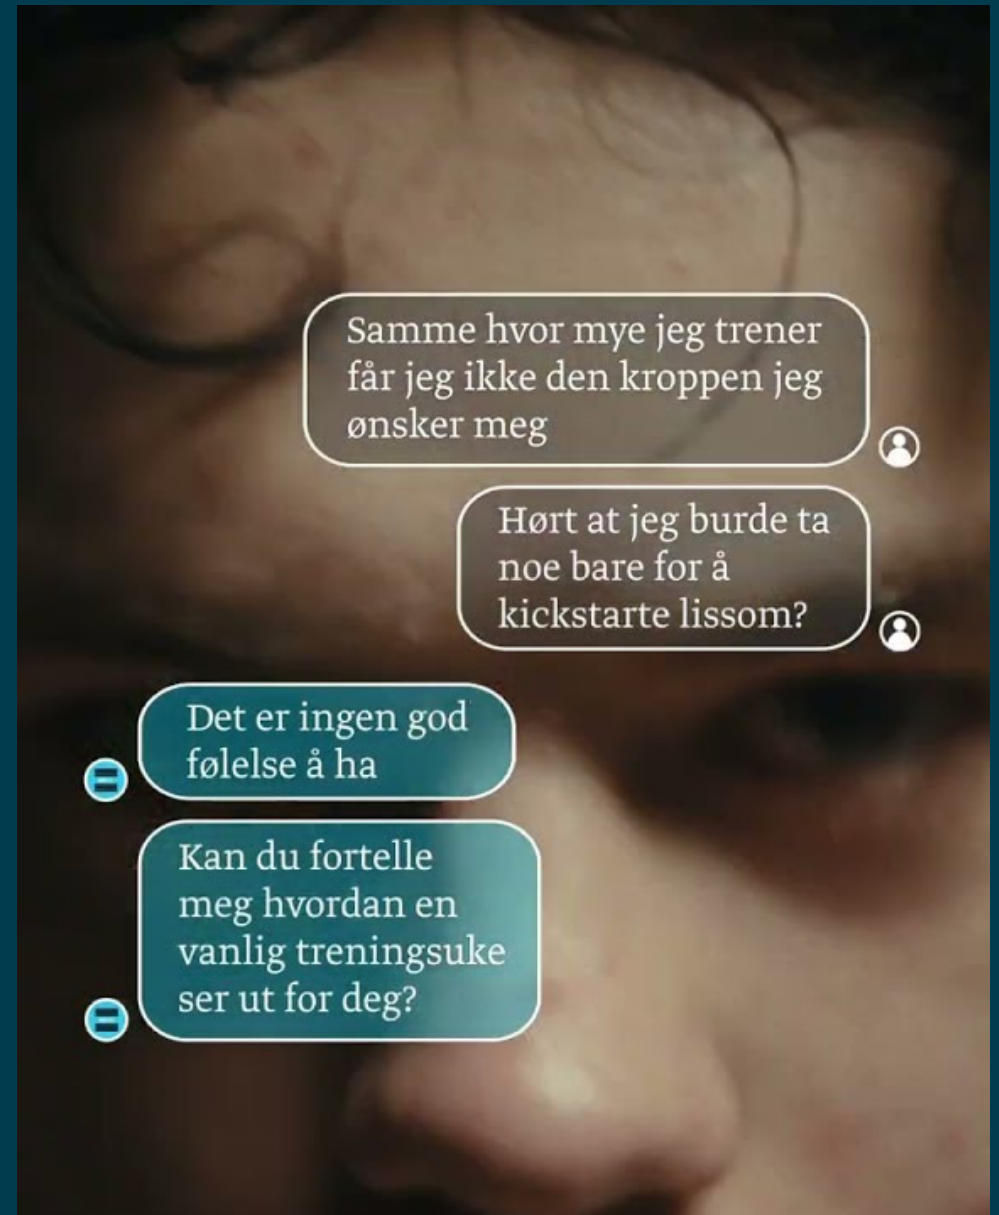 Samme hvor mye jeg trener
får jeg ikke den kroppen jeg
ønsker meg
Hørt at jeg burde ta
noe bare for å
kickstarte lissom?
Det er ingen god
følelse å ha
Kan du fortelle
meg hvordan en
vanlig treningsuke
ser ut for deg?